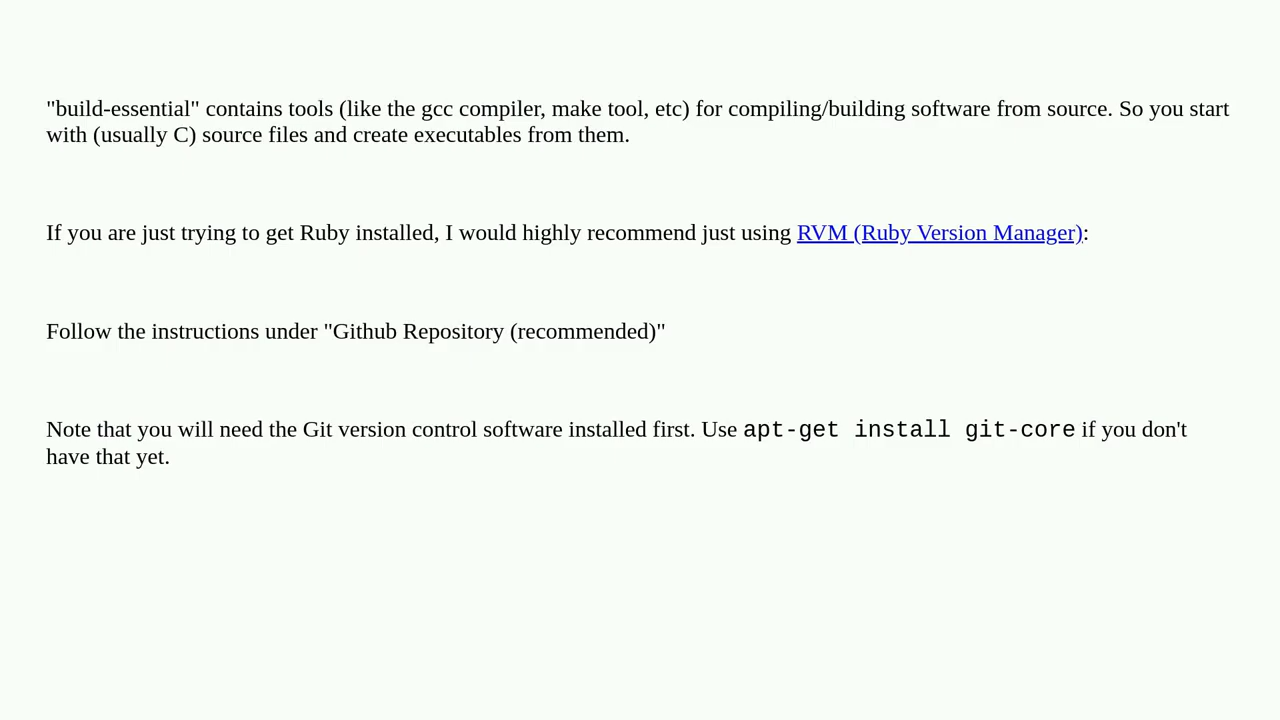 "build-essential" contains tools (like the gcc compiler, make tool, etc) for compiling/building software from source. So you start
with (usually C) source files and create executables from them.
If you are just trying to get Ruby installed, I would highly recommend just using RVM (Ruby Version Manager):
Follow the instructions under "Github Repository (recommended)"
Note that you will need the Git version control software installed first. Use apt-get install git-core if you don't
have that yet.